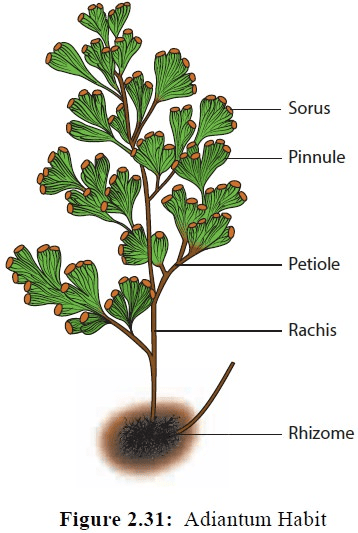 Sorus
Pinnule
Petiole
Rachis
Rhizome
Figure 2.31: Adiantum Habit